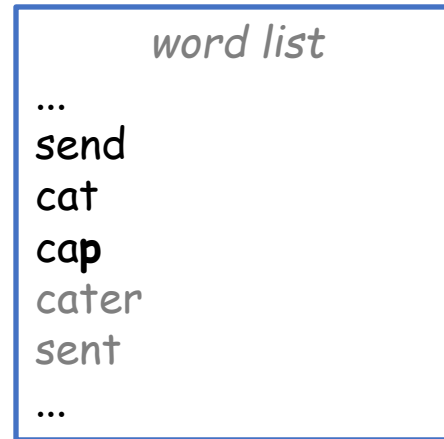 word list
...
send
cat
cap
cater
sent
...